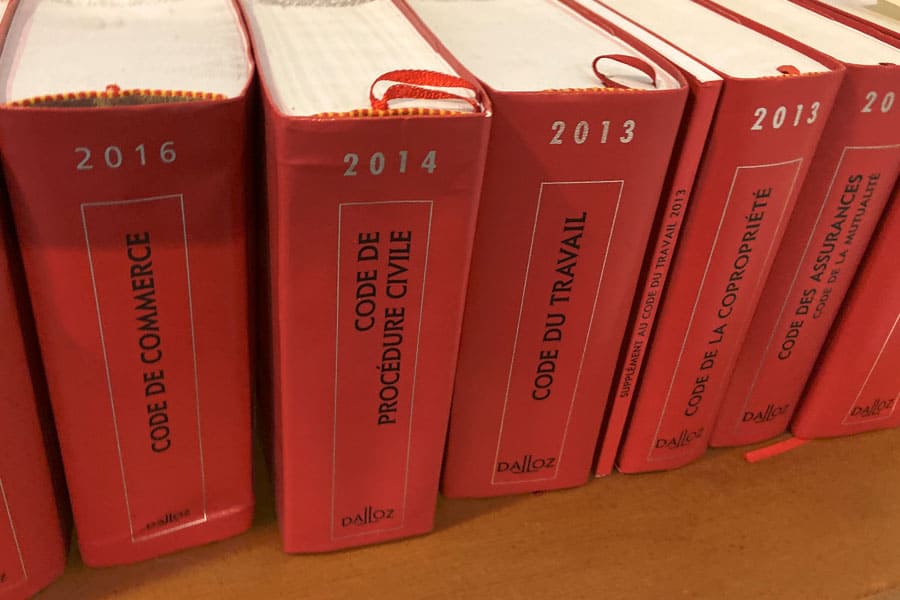 2016
CODE DE COMMERCE
DALLOZ
2014
CODE DE
PROCÉDURE CIVILE
DALLOZ
2013
CODE DU TRAVAIL
DALLOZ
SUPPLÉMENT AU CODE DU TRAVAIL 2013
2013
CODE DE LA COPROPRIÉTÉ
DALLOZ
20
CODE DES ASSURANCES
CODE DE LA MUTUALITÉ
DALLOZ
DALLOZ